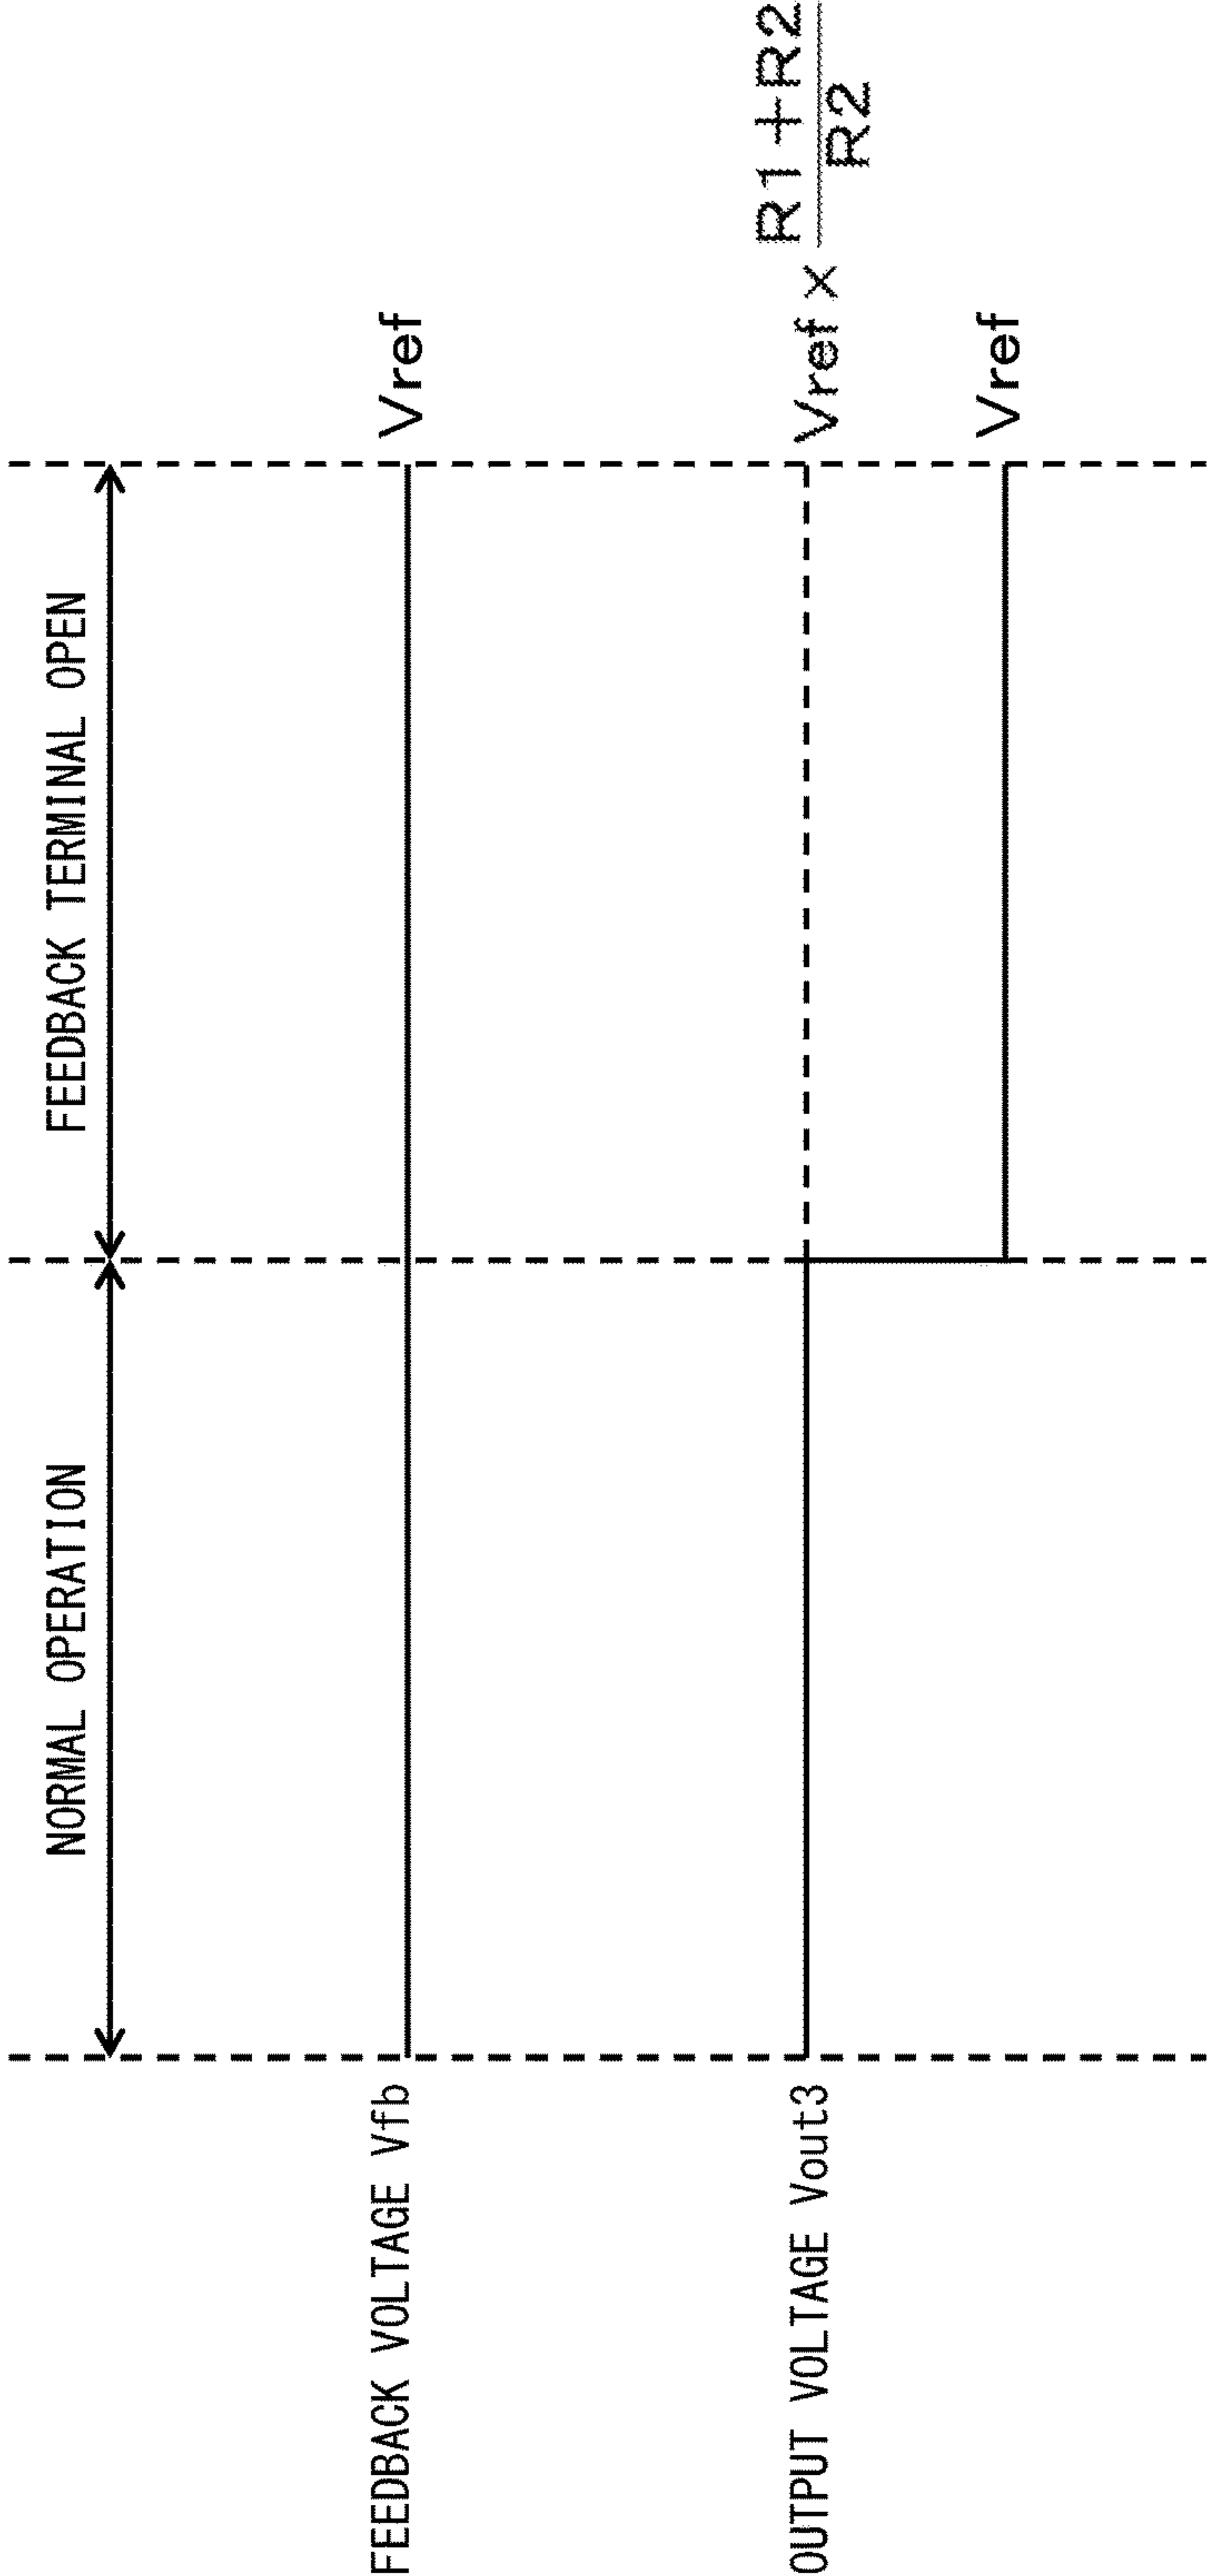 NORMAL OPERATION
FEEDBACK TERMINAL OPEN
FEEDBACK VOLTAGE Vfb
Vref
OUTPUT VOLTAGE Vout3
Vref × R1+R2
R2
Vref